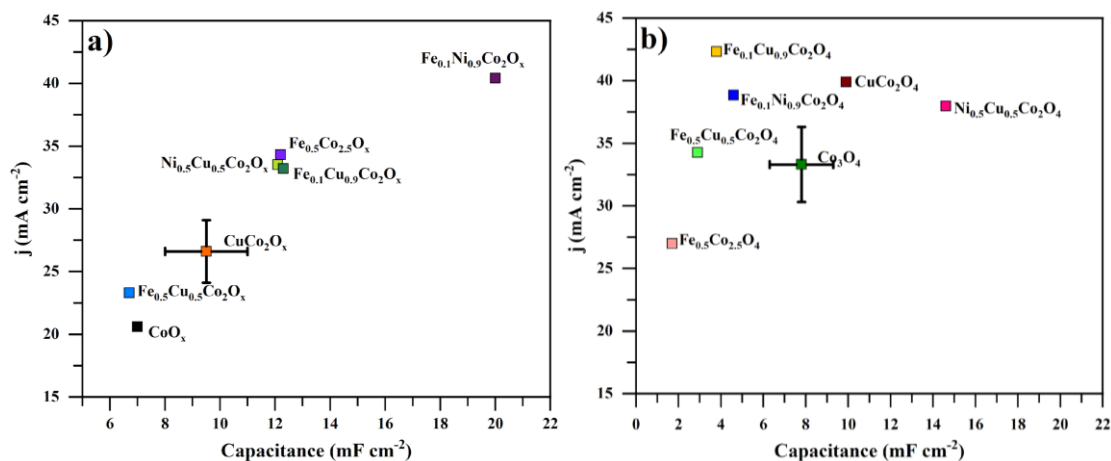 a)
j (mA cm-2)
45
40
35
30
25
20
15
Fe0.1Ni0.9Co2Ox
Fe0.5Co2.5Ox
Ni0.5Cu0.5Co2Ox
Fe0.1Cu0.9Co2Ox
CuCo2Ox
Fe0.5Cu0.5Co2Ox
CoOx
6 8 10 12 14 16 18 20 22
Capacitance (mF cm-2)
b)
j (mA cm-2)
45
40
35
30
25
20
15
Fe0.1Cu0.9Co2O4
CuCo2O4
Fe0.1Ni0.9Co2O4
Ni0.5Cu0.5Co2O4
Fe0.5Cu0.5Co2O4
Co3O4
Fe0.5Co2.5O4
0 2 4 6 8 10 12 14 16 18 20 22
Capacitance (mF cm-2)